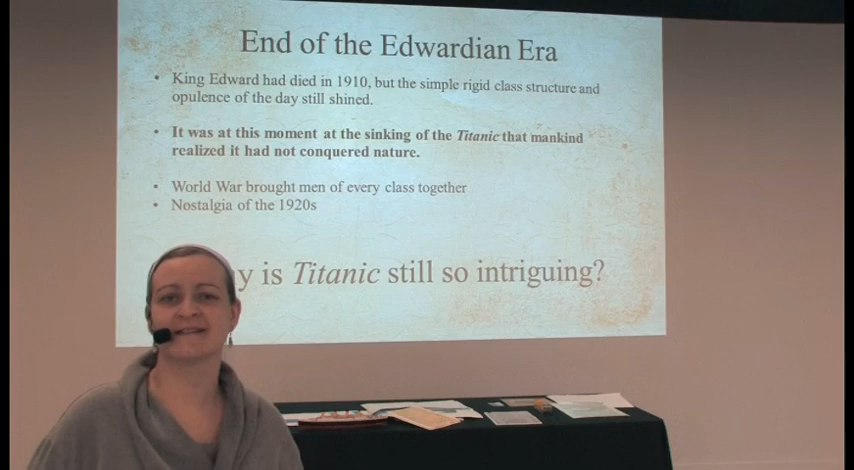 End of the Edwardian Era
• King Edward had died in 1910, but the simple rigid class structure and
opulence of the day still shined.
• It was at this moment at the sinking of the Titanic that mankind
realized it had not conquered nature.
• World War brought men of every class together
• Nostalgia of the 1920s
y is Titanic still so intriguing?